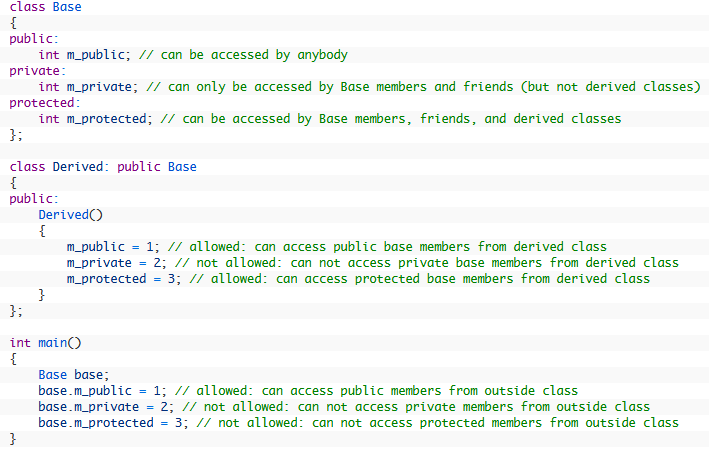 class Base
{
public:
    int m_public; // can be accessed by anybody
private:
    int m_private; // can only be accessed by Base members and friends (but not derived classes)
protected:
    int m_protected; // can be accessed by Base members, friends, and derived classes
};

class Derived: public Base
{
public:
    Derived()
    {
        m_public = 1; // allowed: can access public base members from derived class
        m_private = 2; // not allowed: can not access private base members from derived class
        m_protected = 3; // allowed: can access protected base members from derived class
    }
};

int main()
{
    Base base;
    base.m_public = 1; // allowed: can access public members from outside class
    base.m_private = 2; // not allowed: can not access private members from outside class
    base.m_protected = 3; // not allowed: can not access protected members from outside class
}